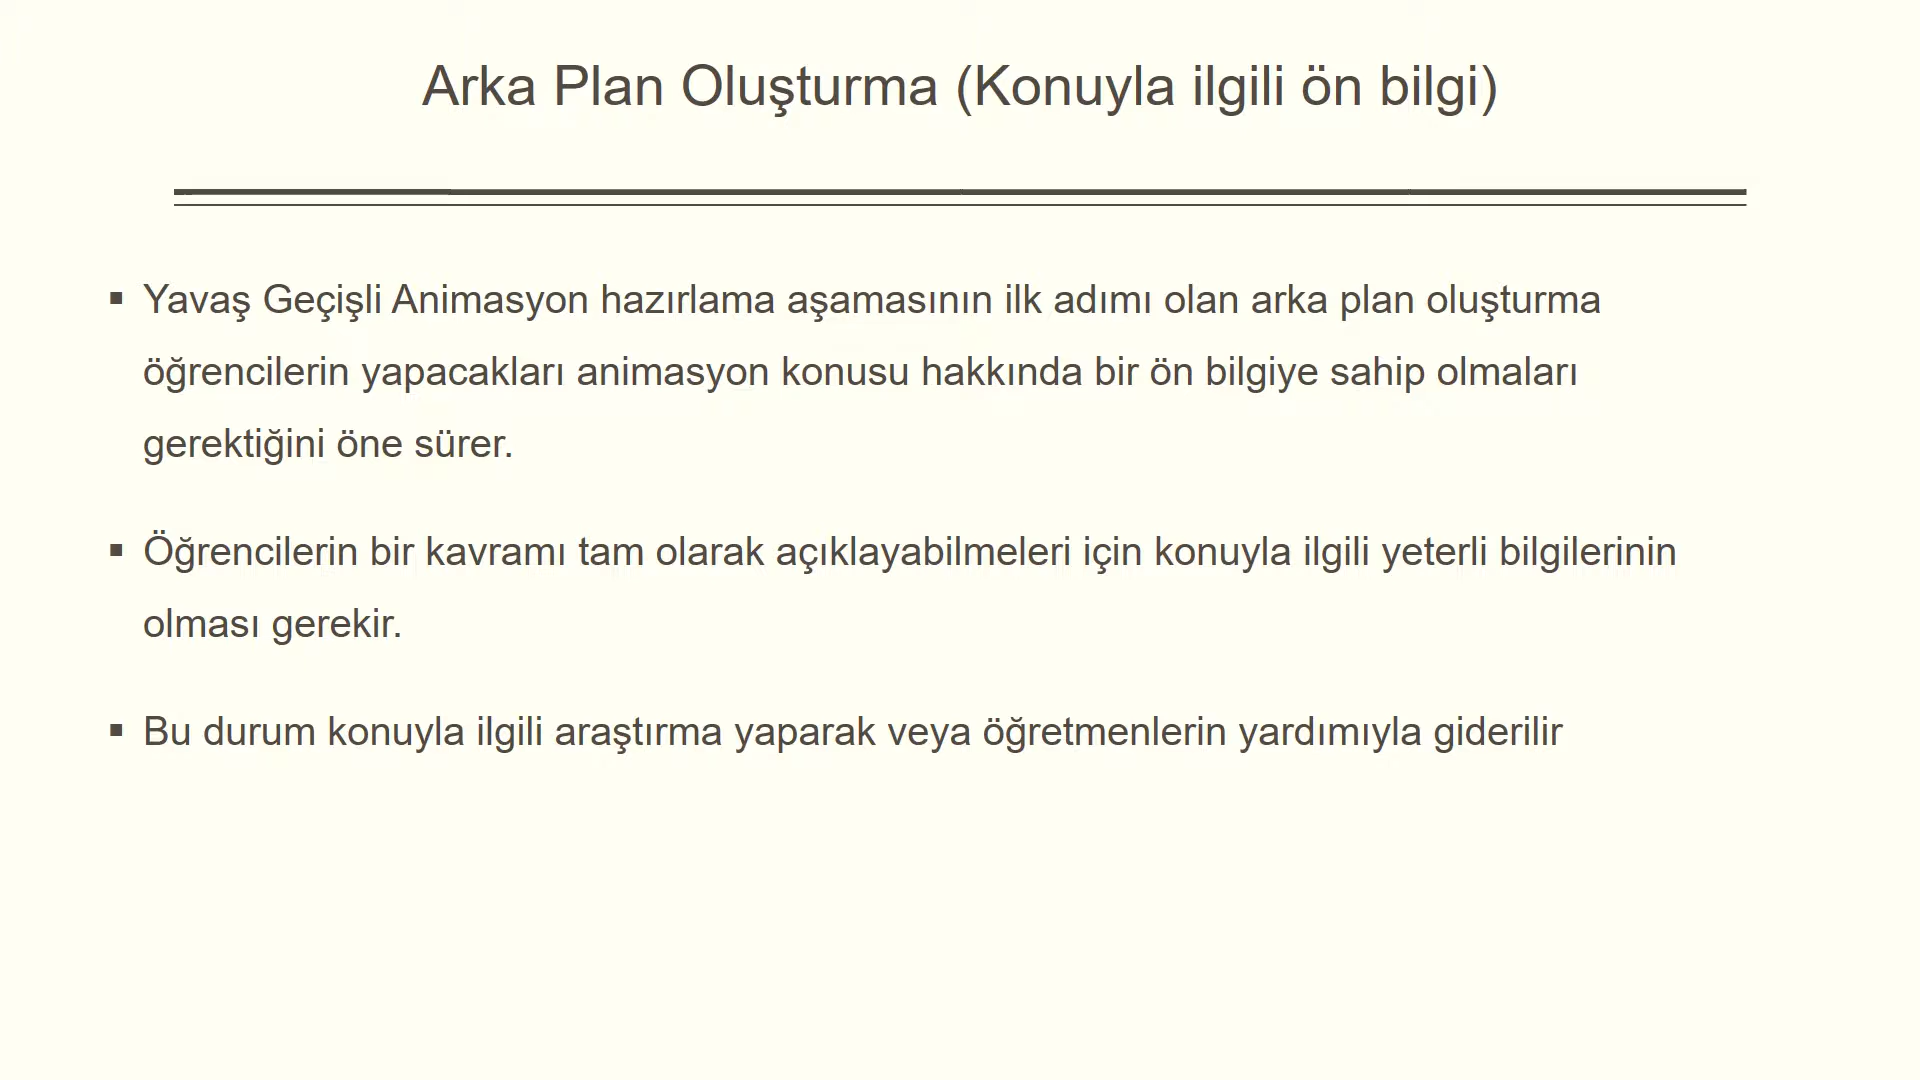 Arka Plan Oluşturma (Konuyla ilgili ön bilgi)
▪ Yavaş Geçişli Animasyon hazırlama aşamasının ilk adımı olan arka plan oluşturma
öğrencilerin yapacakları animasyon konusu hakkında bir ön bilgiye sahip olmaları
gerektiğini öne sürer.
▪ Öğrencilerin bir kavramı tam olarak açıklayabilmeleri için konuyla ilgili yeterli bilgilerinin
olması gerekir.
▪ Bu durum konuyla ilgili araştırma yaparak veya öğretmenlerin yardımıyla giderilir